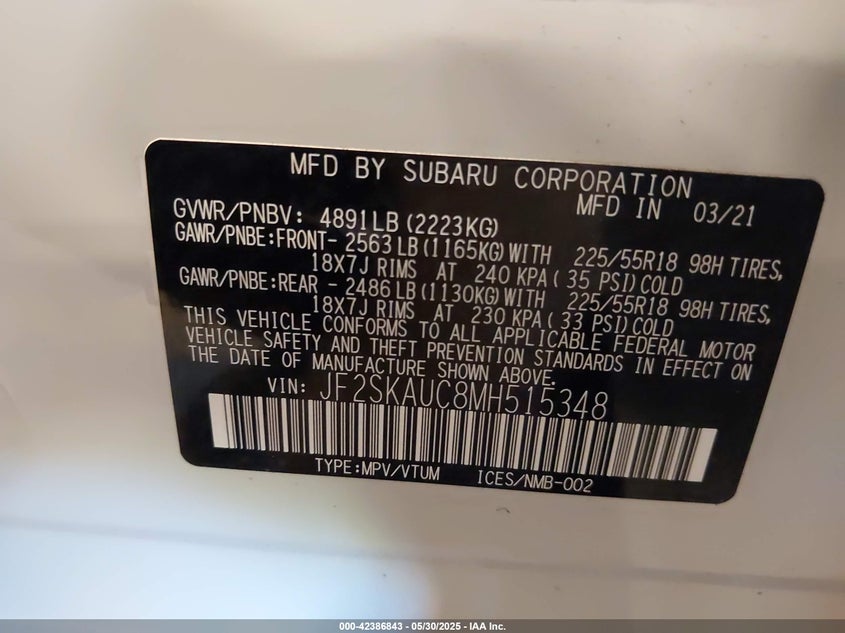 MFD BY SUBARU CORPORATION
MFD IN 03/21
GVWR/PNBV: 4891LB(2223KG)
GAWR/PNBE:FRONT- 2563LB(1165KG)WITH 225/55R18 98H TIRES,
18X7J RIMS AT 240 KPA( 35 PSI)COLD
GAWR/PNBE:REAR - 2486LB(1130KG)WITH 225/55R18 98H TIRES,
18X7J RIMS AT 230 KPA( 33 PSI)COLD
THIS VEHICLE CONFORMS TO ALL APPLICABLE FEDERAL MOTOR
VEHICLE SAFETY AND THEFT PREVENTION STANDARDS IN EFFECT ON
THE DATE OF MANUFACTURE SHOWN ABOVE.
VIN: JF2SKAUC8MH515348
TYPE:MPV/VTUM ICES/NMB-002
000-42386843 - 05/30/2025 - IAA Inc.